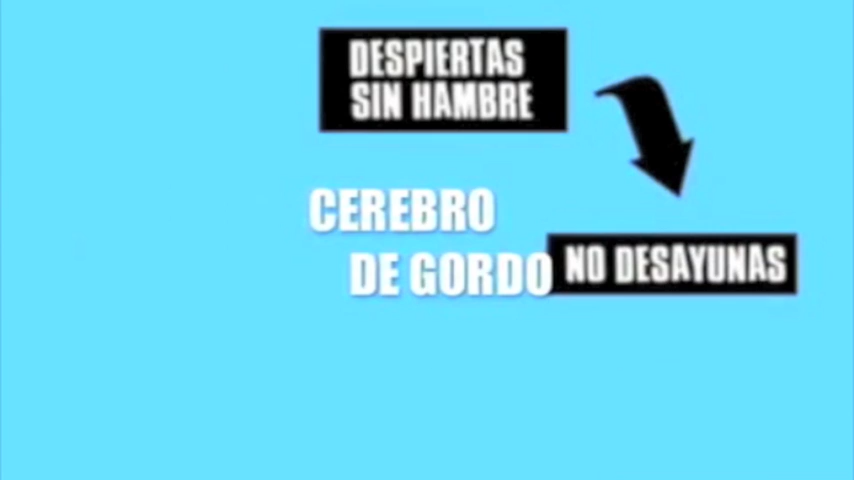 DESPIERTAS
SIN HAMBRE
CEREBRO
DE GORDO
NO DESAYUNAS